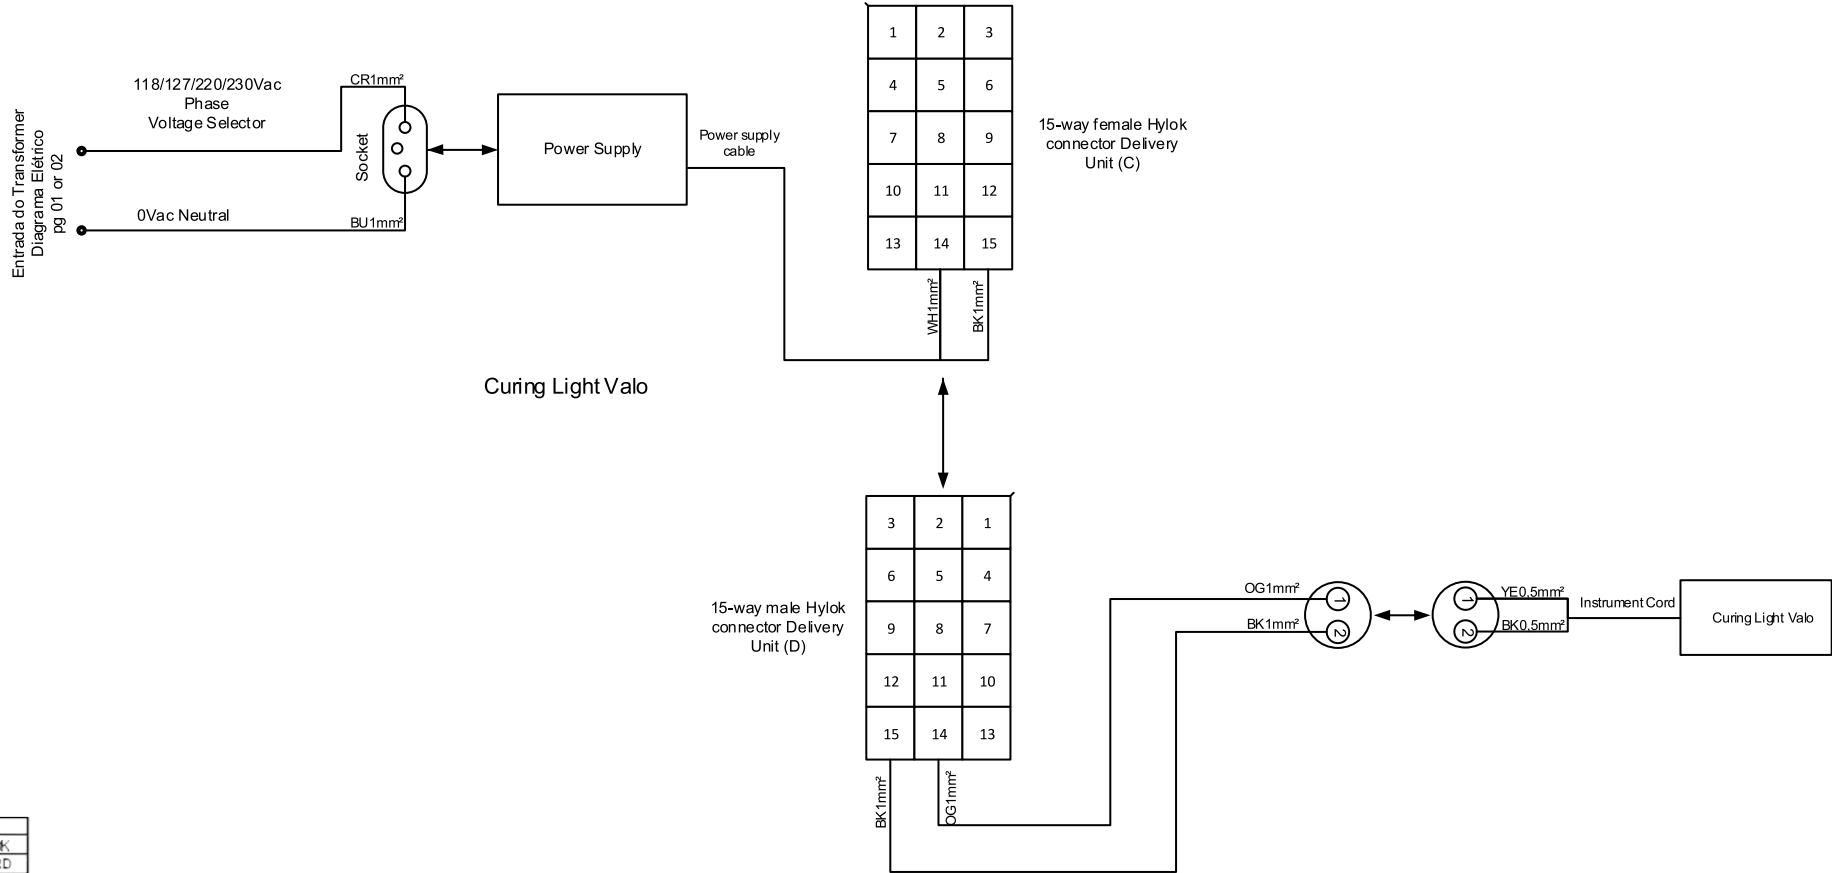 118/127/220/230Vac
Phase
Voltage Selector
CR1mm²
Entrada do Transformer
Diagrama Elétrico
pg 01 or 02
0Vac Neutral
BU1mm²
Socket
Power Supply
Power supply
cable
1 2 3
4 5 6
7 8 9
10 11 12
13 14 15
15-way female Hylok
connector Delivery
Unit (C)
WH1mm²
BK1mm²
Curing Light Valo
3 2 1
6 5 4
9 8 7
12 11 10
15 14 13
15-way male Hylok
connector Delivery
Unit (D)
BK1mm²
OG1mm²
OG1mm²
BK1mm²
1
2
1
2
YE0,5mm²
BK0,5mm²
Instrument Cord
Curing Light Valo